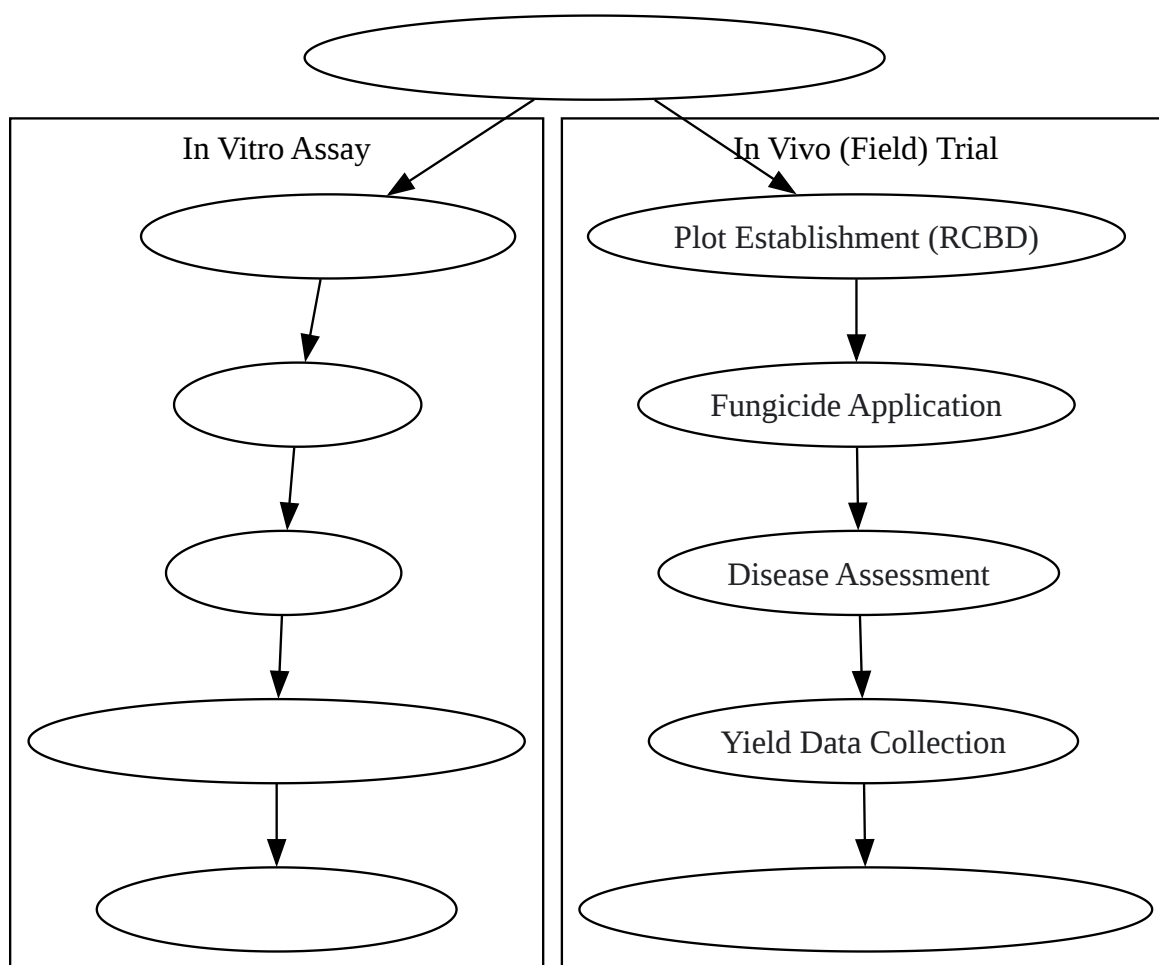 In Vitro Assay
In Vivo (Field) Trial
Plot Establishment (RCBD)
Fungicide Application
Disease Assessment
Yield Data Collection